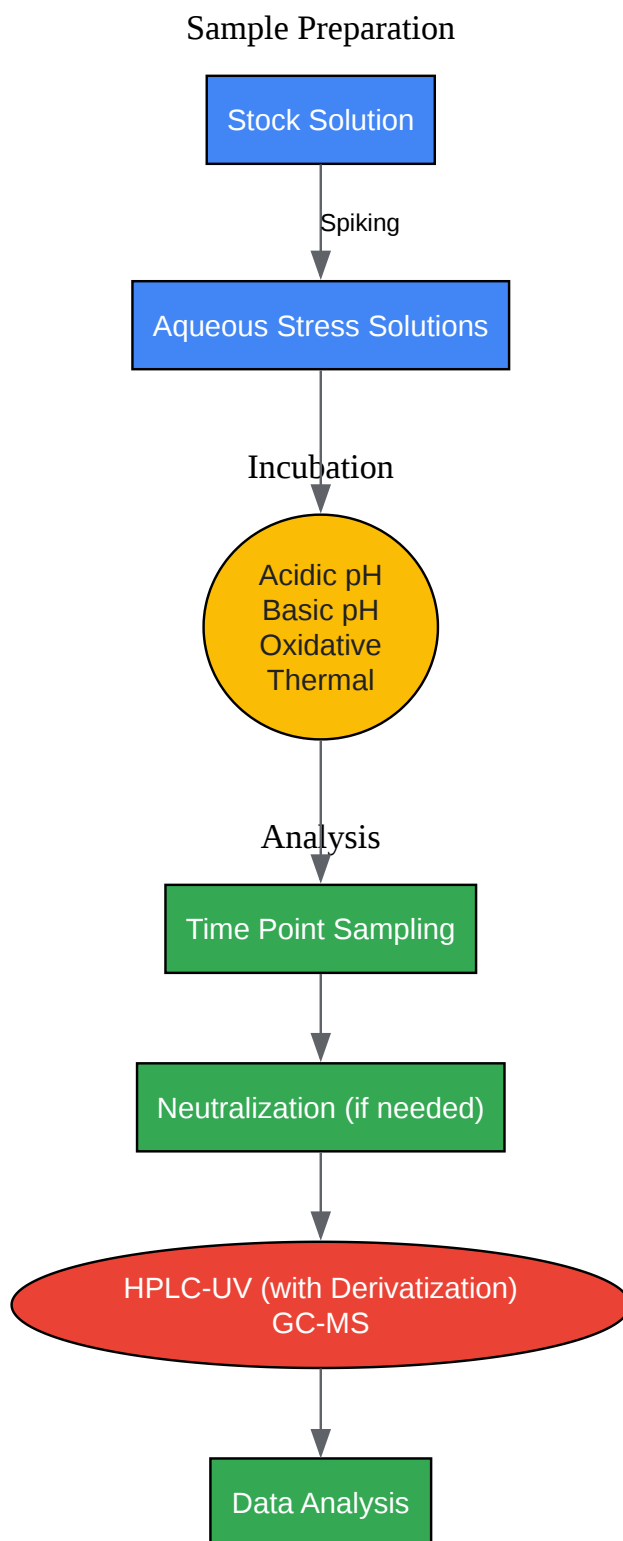 Sample Preparation
Stock Solution
Spiking
Aqueous Stress Solutions
Incubation
Acidic pH
Basic pH
Oxidative
Thermal
Analysis
Time Point Sampling
Neutralization (if needed)
HPLC-UV (with Derivatization)
GC-MS
Data Analysis